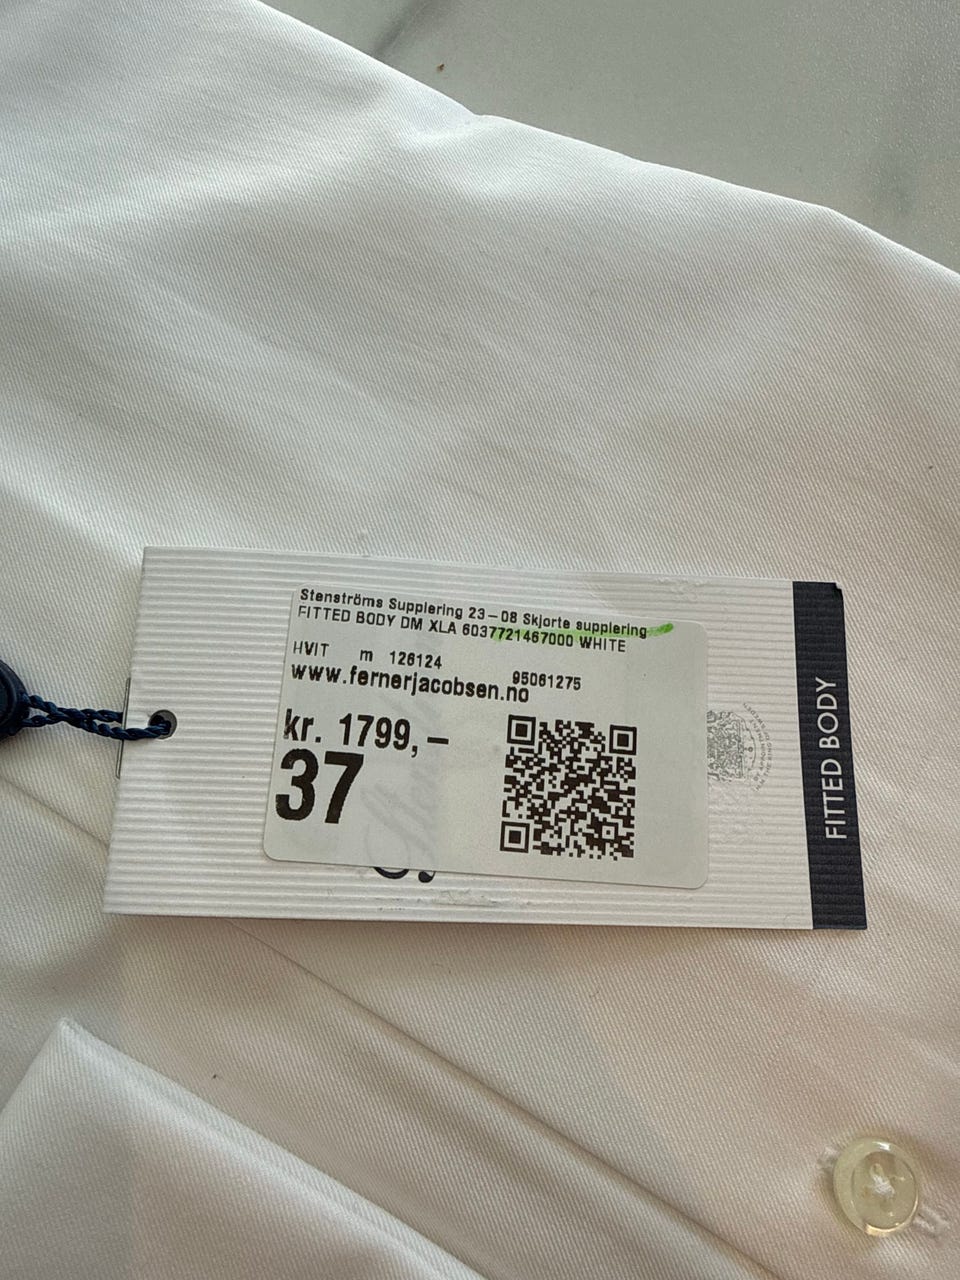 Stenströms Supplering 23-08 Skjorte supplering
FITTED BODY DM XLA 6037721467000 WHITE
HVIT m 126124 95061275
www.fernerjacobsen.no
kr. 1799,-
37
FITTED BODY